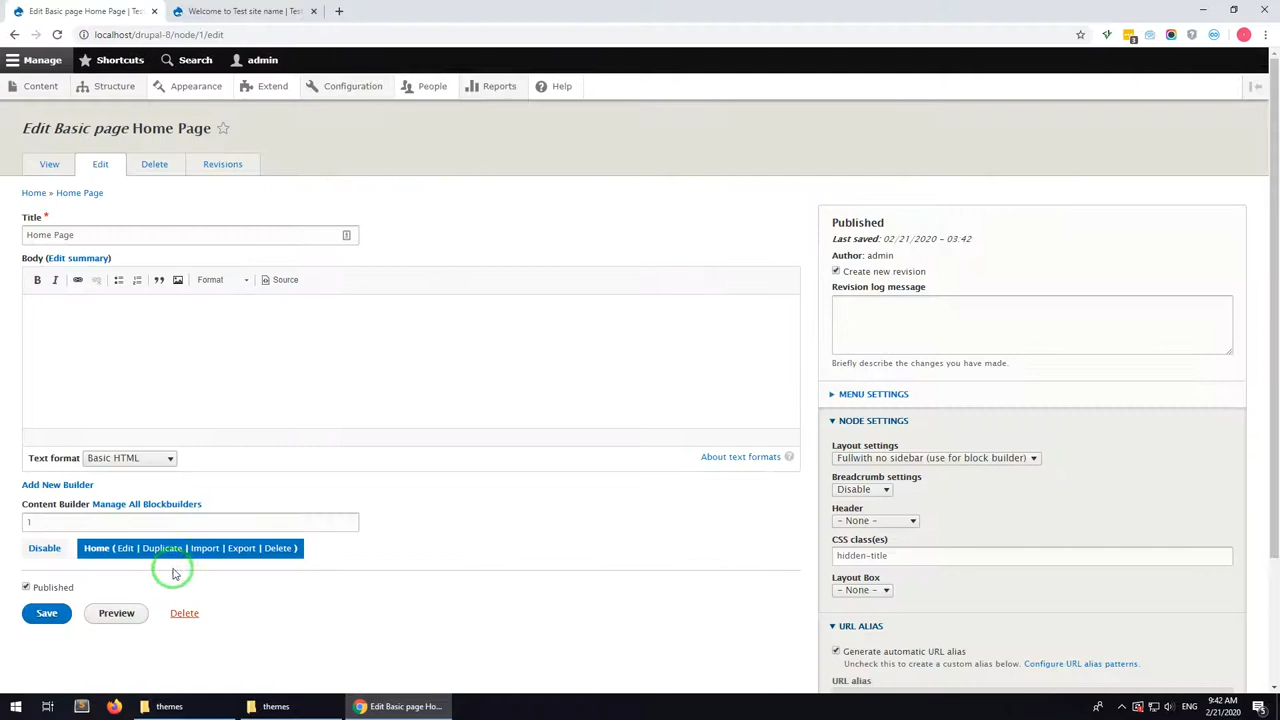 Edit Basic page Home Page | Test
Welcome to Test site name | Test
localhost/drupal-8/node/1/edit
3
Manage
Shortcuts
Search
admin
Content
Structure
Appearance
Extend
Configuration
People
Reports
Help
Edit Basic page Home Page
View
Edit
Delete
Revisions
Home » Home Page
Title *
Home Page
Body (Edit summary)
Format
Source
Text format
Basic HTML
About text formats
Add New Builder
Content Builder Manage All Blockbuilders
1
Disable
Home ( Edit | Duplicate | Import | Export | Delete )
Published
Save
Preview
Delete
Published
Last saved: 02/21/2020 - 03:42
Author: admin
Create new revision
Revision log message
Briefly describe the changes you have made.
MENU SETTINGS
NODE SETTINGS
Layout settings
Fullwith no sidebar (use for block builder)
Breadcrumb settings
Disable
Header
- None -
CSS class(es)
hidden-title
Layout Box
- None -
URL ALIAS
Generate automatic URL alias
Uncheck this to create a custom alias below. Configure URL alias patterns.
URL alias
themes
themes
Edit Basic page Ho...
ENG
9:42 AM
2/21/2020
5